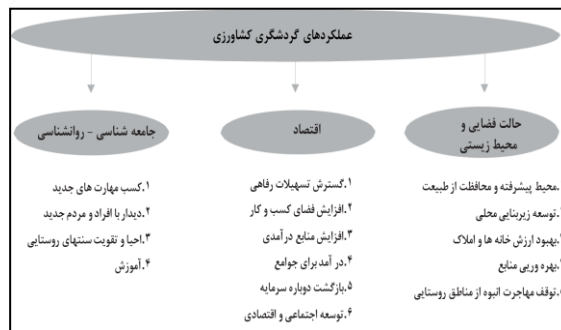 عملکردهای گردشگری کشاورزی
حالت فضایی و
محیط زیستی
اقتصاد
جامعه شناسی - روانشناسی
.محیط پیشرفته و محافظت از طبیعت
.توسعه زیربنایی محلی
.بهبود ارزش خانه ها و املاک
.بهره وریی منابع
.توقف مهاجرت انبوه از مناطق روستایی
۱.گسترش تسهیلات رفاهی
۲.افزایش فضای کسب و کار
۳.افزایش منابع درآمدی
۴.در آمد برای جوامع
۵.بازگشت دوباره سرمایه
۶.توسعه اجتماعی و اقتصادی
۱.کسب مهارت های جدید
۲.دیدار با افراد و مردم جدید
۳.احیا و تقویت سنتهای روستایی
۴.آموزش